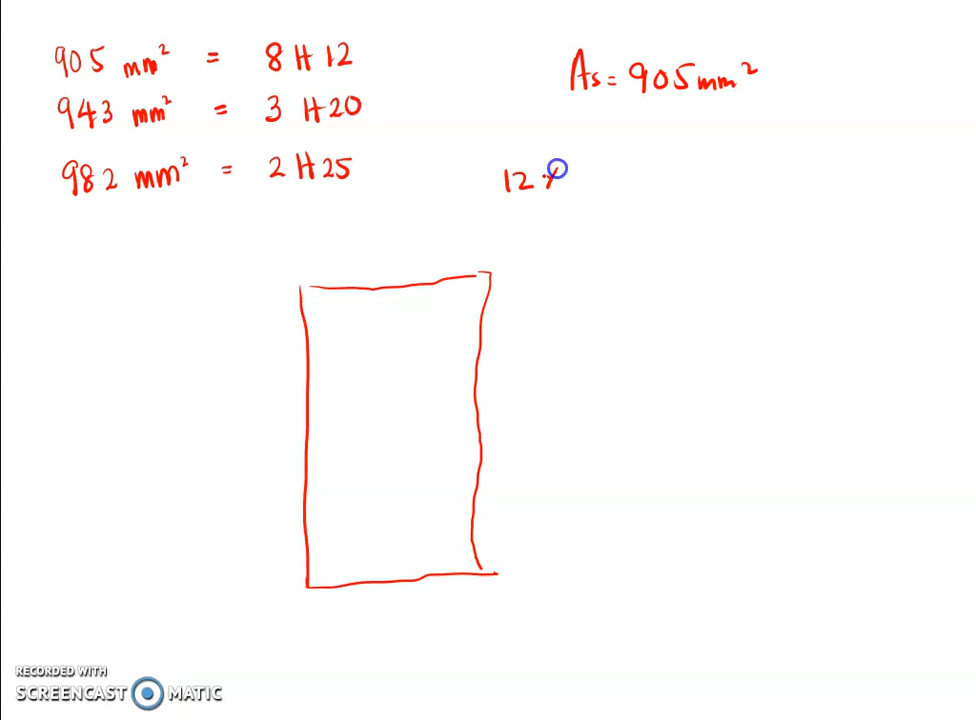 905 mm² = 8 H 12
943 mm² = 3 H20
982 mm² = 2 H 25
As = 905 mm²
12 ×
RECORDED WITH
SCREENCAST MATIC